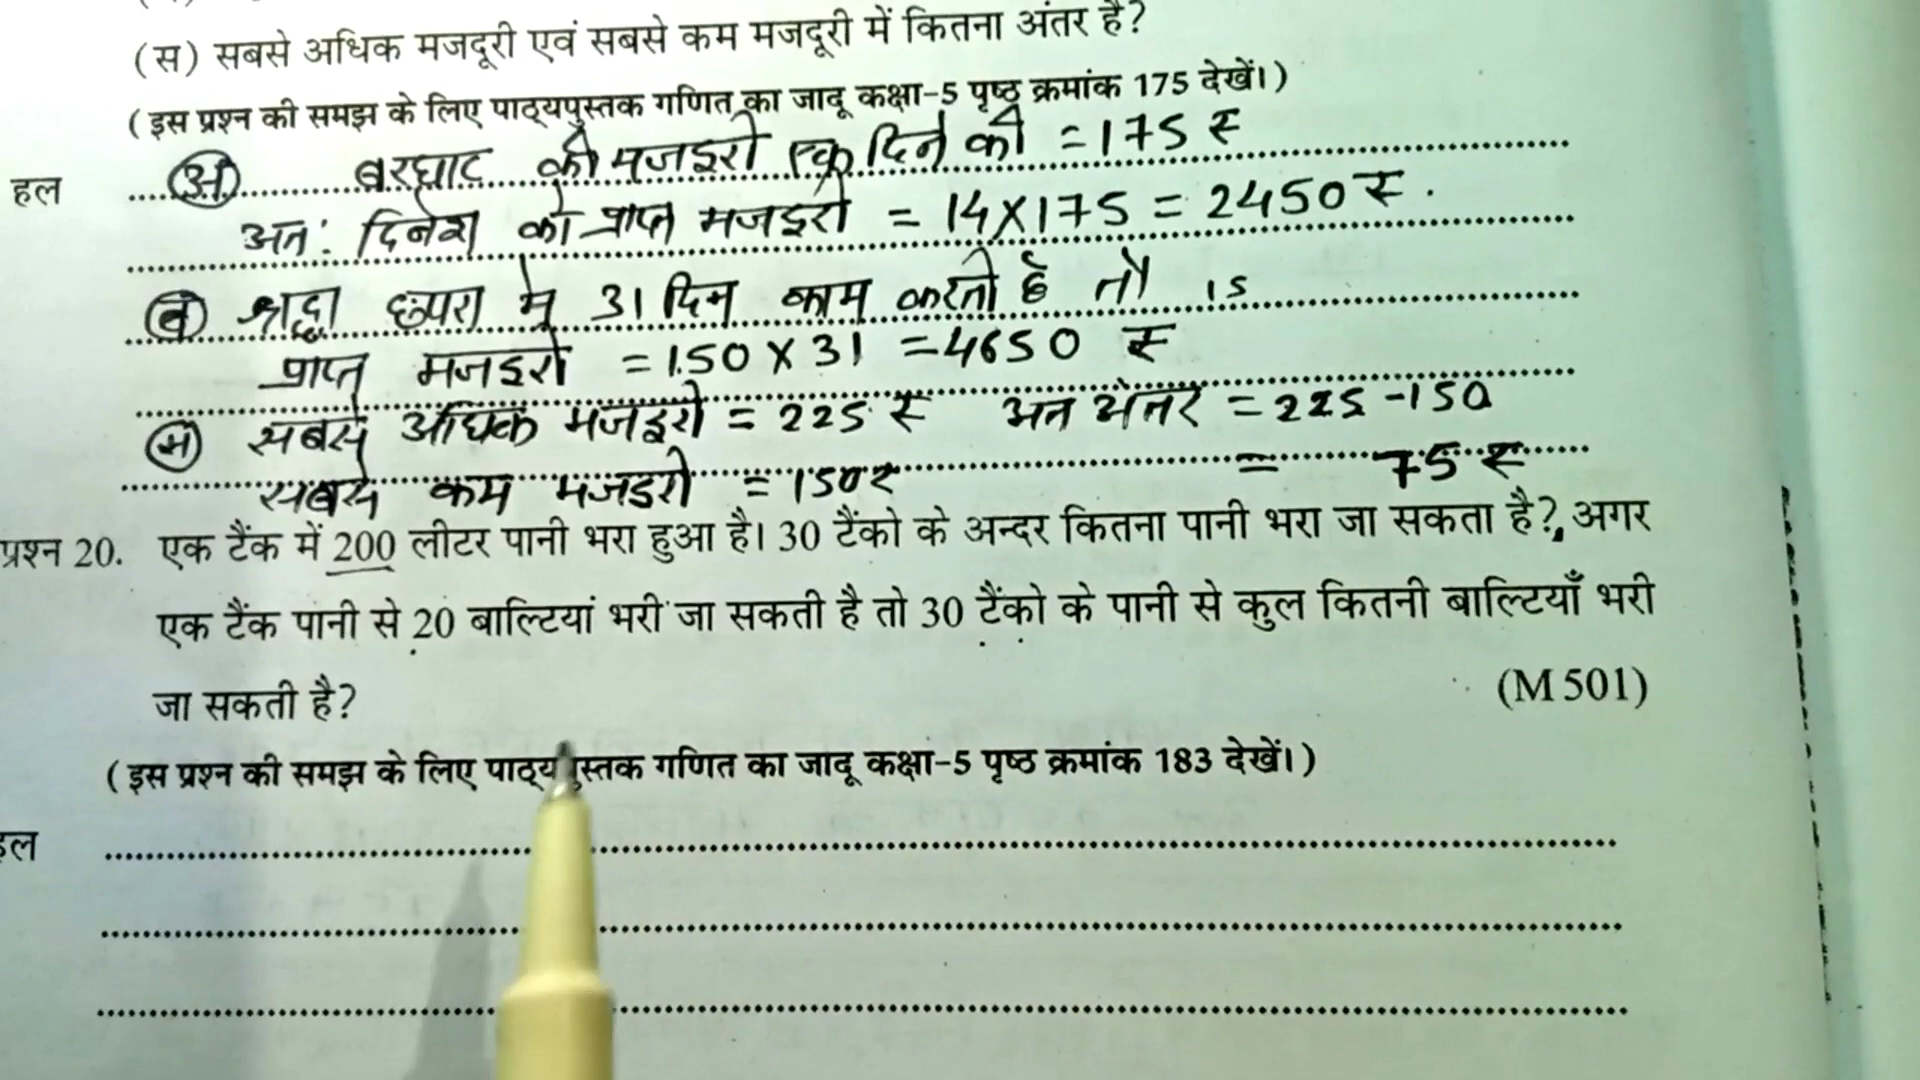 (स) सबसे अधिक मजदूरी एवं सबसे कम मजदूरी में कितना अंतर है?
(इस प्रश्न की समझ के लिए पाठ्यपुस्तक गणित का जादू कक्षा-5 पृष्ठ क्रमांक 175 देखें।)
हल (अ) बरघाट की मजदूरी एक दिन की = 175 ₹
अतः दिनेश को प्राप्त मजदूरी = 14×175 = 2450 ₹.
(ब) श्रद्धा छपरा में 31 दिन काम करती है तो 15
प्राप्त मजदूरी = 150 × 31 = 4650 ₹
(स) सबसे अधिक मजदूरी = 225 ₹ अत अंतर = 225 - 150
सबसे कम मजदूरी = 150 ₹ = 75 ₹
प्रश्न 20. एक टैंक में 200 लीटर पानी भरा हुआ है। 30 टैंको के अन्दर कितना पानी भरा जा सकता है?, अगर
एक टैंक पानी से 20 बाल्टियां भरी जा सकती है तो 30 टैंको के पानी से कुल कितनी बाल्टियाँ भरी
जा सकती है? (M 501)
(इस प्रश्न की समझ के लिए पाठ्यपुस्तक गणित का जादू कक्षा-5 पृष्ठ क्रमांक 183 देखें।)
हल